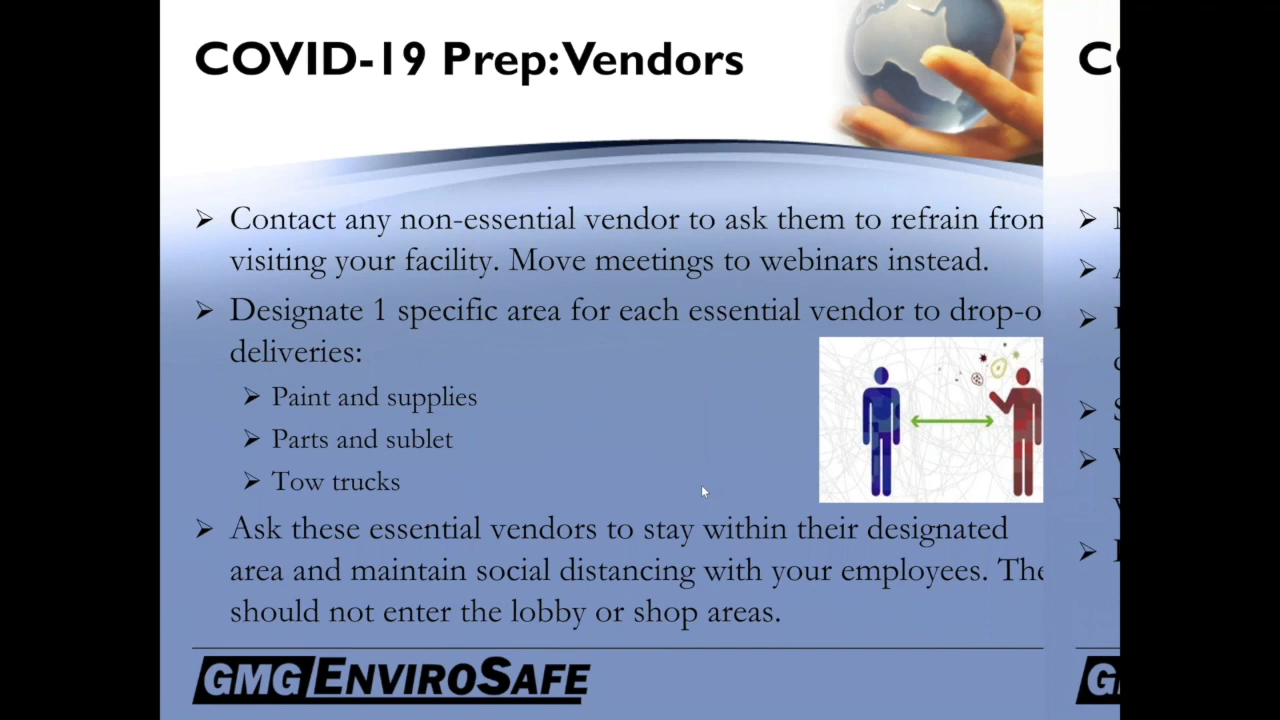 COVID-19 Prep: Vendors
➢ Contact any non-essential vendor to ask them to refrain from
visiting your facility. Move meetings to webinars instead.
➢ Designate 1 specific area for each essential vendor to drop-o
deliveries:
➢ Paint and supplies
➢ Parts and sublet
➢ Tow trucks
➢ Ask these essential vendors to stay within their designated
area and maintain social distancing with your employees. The
should not enter the lobby or shop areas.
GMG ENVIROSAFE